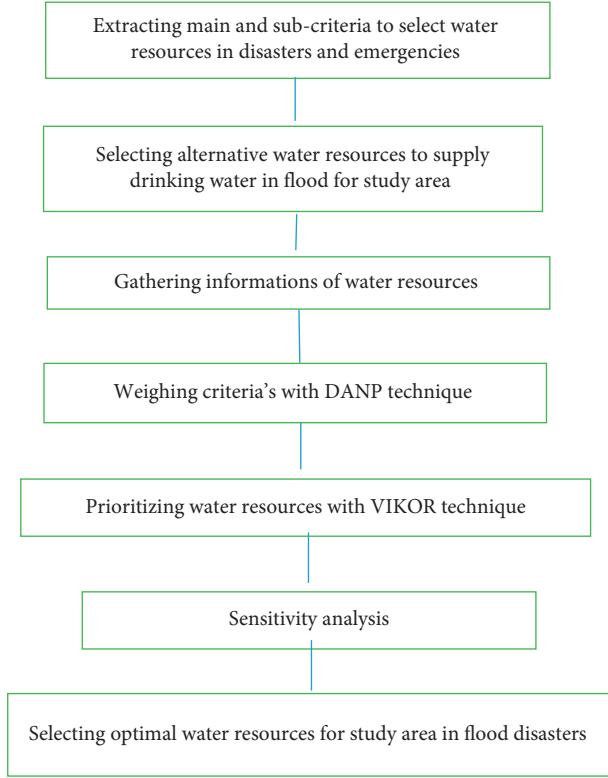 Extracting main and sub-criteria to select water
resources in disasters and emergencies
Selecting alternative water resources to supply
drinking water in flood for study area
Gathering informations of water resources
Weighing criteria's with DANP technique
Prioritizing water resources with VIKOR technique
Sensitivity analysis
Selecting optimal water resources for study area in flood disasters